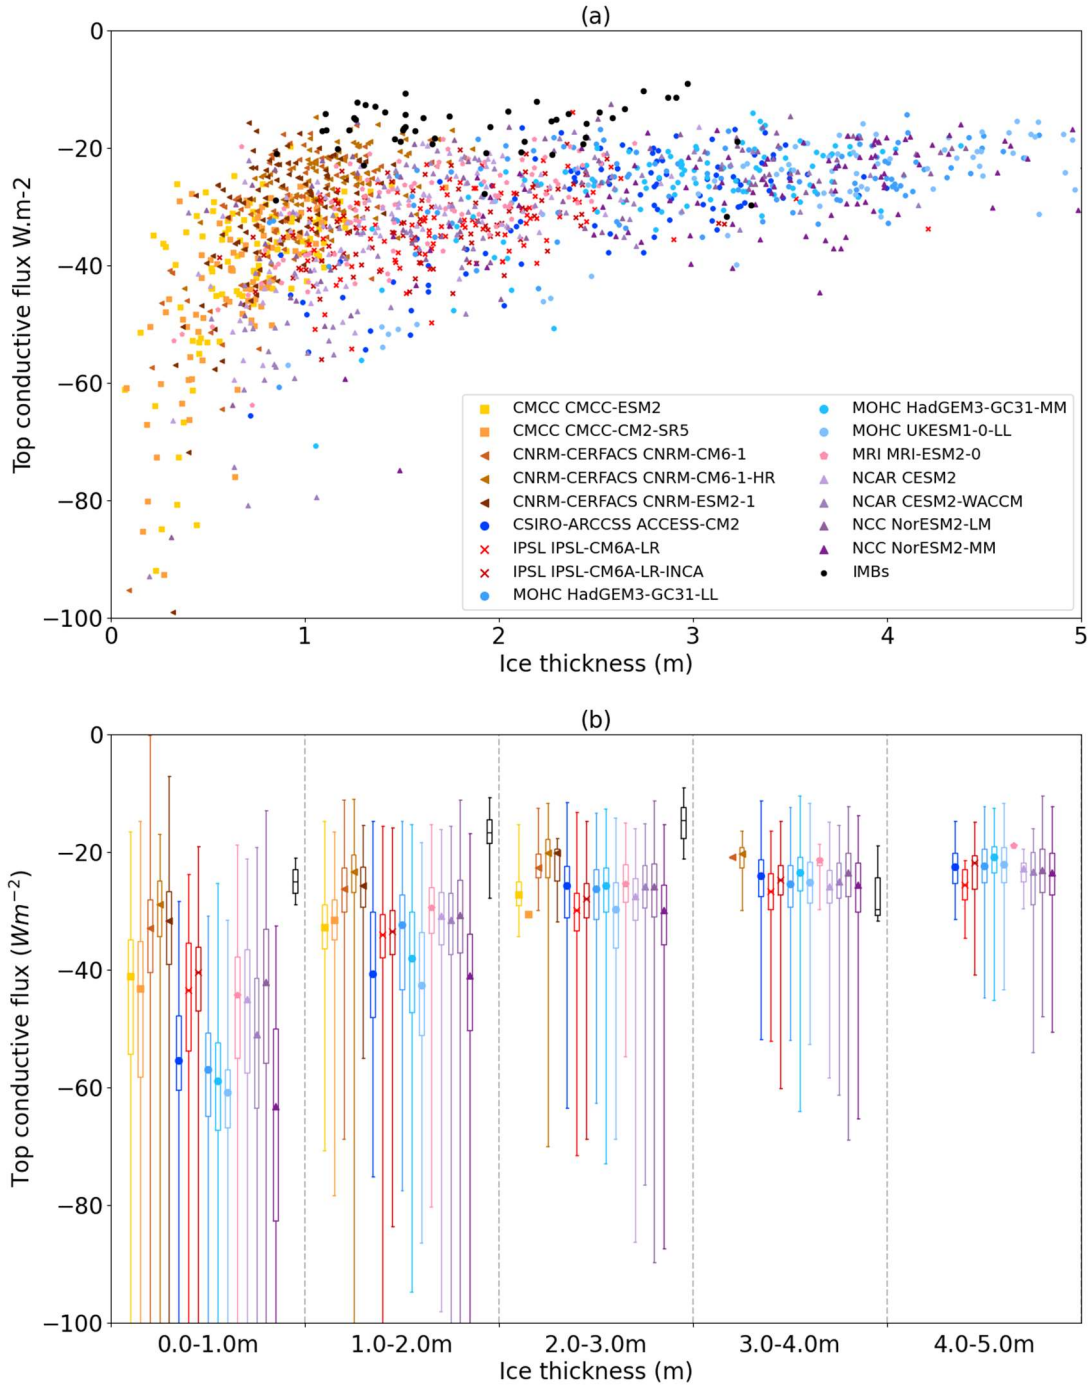 (a)
0
−20
−40
−60
−80
−100
Top conductive flux W.m-2
CMCC CMCC-ESM2
CMCC CMCC-CM2-SR5
CNRM-CERFACS CNRM-CM6-1
CNRM-CERFACS CNRM-CM6-1-HR
CNRM-CERFACS CNRM-ESM2-1
CSIRO-ARCCSS ACCESS-CM2
IPSL IPSL-CM6A-LR
IPSL IPSL-CM6A-LR-INCA
MOHC HadGEM3-GC31-LL
MOHC HadGEM3-GC31-MM
MOHC UKESM1-0-LL
MRI MRI-ESM2-0
NCAR CESM2
NCAR CESM2-WACCM
NCC NorESM2-LM
NCC NorESM2-MM
IMBs
0 1 2 3 4 5
Ice thickness (m)
(b)
0
−20
−40
−60
−80
−100
Top conductive flux (Wm⁻²)
0.0-1.0m 1.0-2.0m 2.0-3.0m 3.0-4.0m 4.0-5.0m
Ice thickness (m)